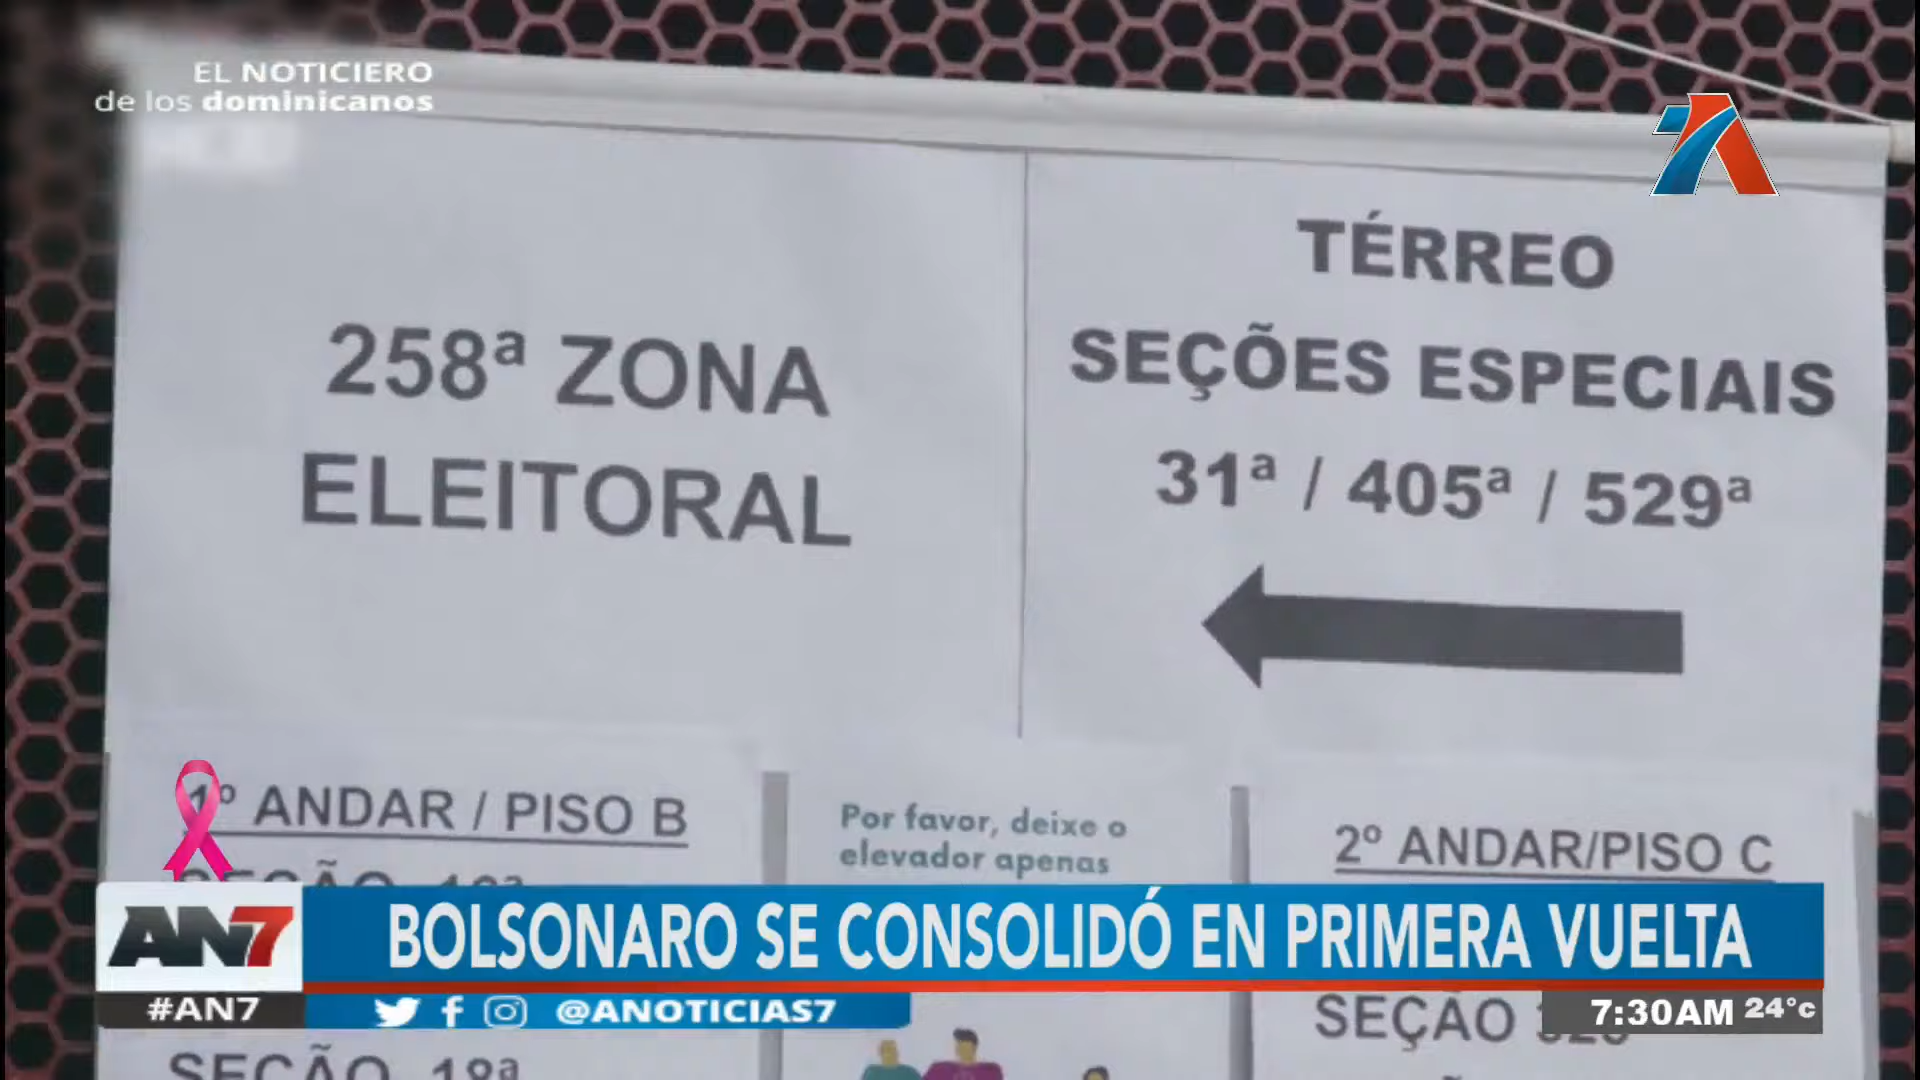 EL NOTICIERO
de los dominicanos
258ª ZONA
ELEITORAL
TÉRREO
SEÇÕES ESPECIAIS
31ª / 405ª / 529ª
1º ANDAR / PISO B
Por favor, deixe o
elevador apenas
2º ANDAR/PISO C
SEÇÃO
AN7
BOLSONARO SE CONSOLIDÓ EN PRIMERA VUELTA
#AN7
@ANOTICIAS7
7:30AM 24°c
SEÇÃO
SEÇÃO 18ª